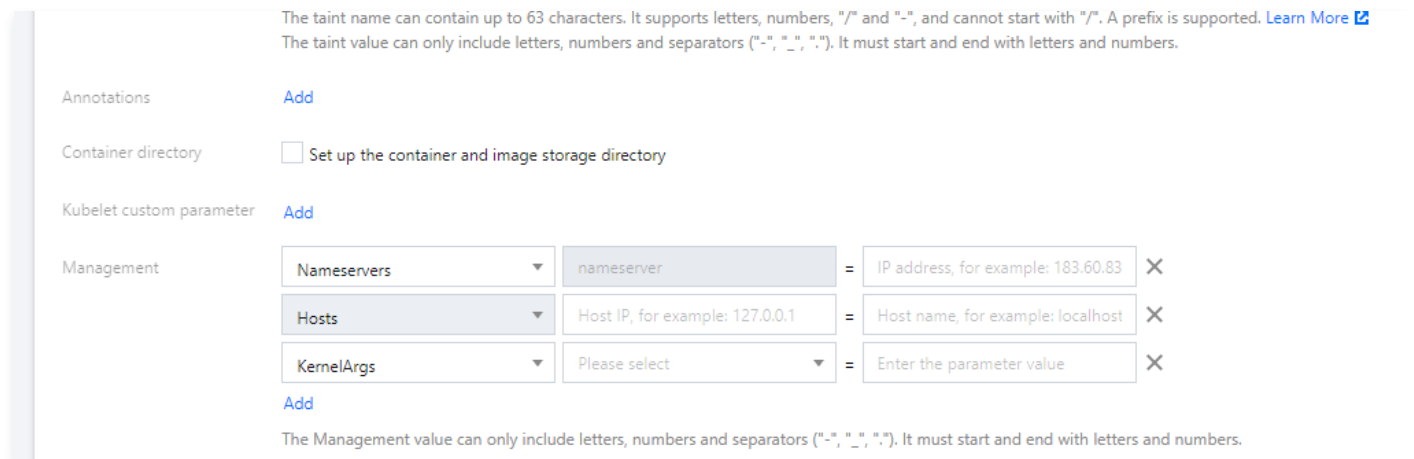 The taint name can contain up to 63 characters. It supports letters, numbers, "/" and "-", and cannot start with "/". A prefix is supported. Learn More
The taint value can only include letters, numbers and separators ("-", "_", "."). It must start and end with letters and numbers.
Annotations Add
Container directory Set up the container and image storage directory
Kubelet custom parameter Add
Management Nameservers nameserver = IP address, for example: 183.60.83
Hosts Host IP, for example: 127.0.0.1 = Host name, for example: localhost
KernelArgs Please select = Enter the parameter value
Add
The Management value can only include letters, numbers and separators ("-", "_", "."). It must start and end with letters and numbers.